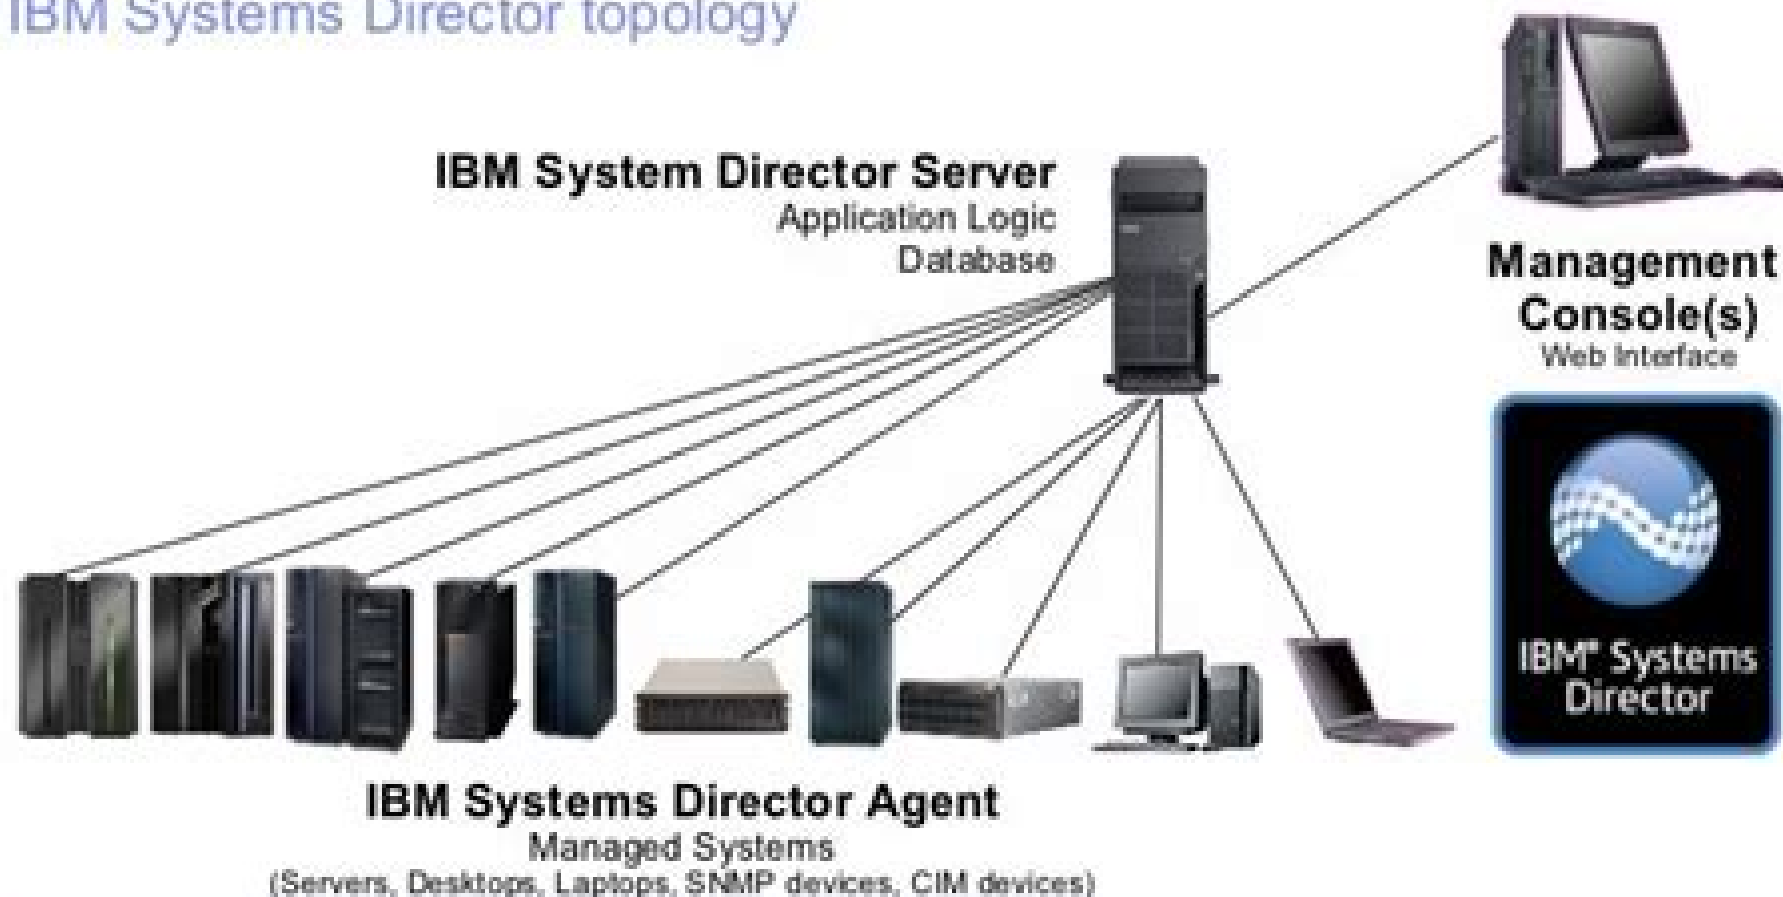 IBM Systems Director topology
IBM System Director Server
Application Logic
Database
Management
Console(s)
Web Interface
IBM® Systems
Director
IBM Systems Director Agent
Managed Systems
(Servers, Desktops, Laptops, SNMP devices, CIM devices)